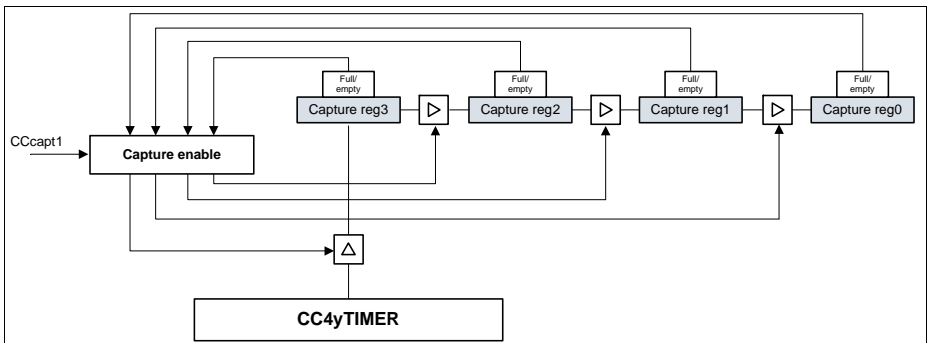 Full/
empty
Full/
empty
Full/
empty
Full/
empty
Capture reg3
Capture reg2
Capture reg1
Capture reg0
CCcapt1
Capture enable
CC4yTIMER